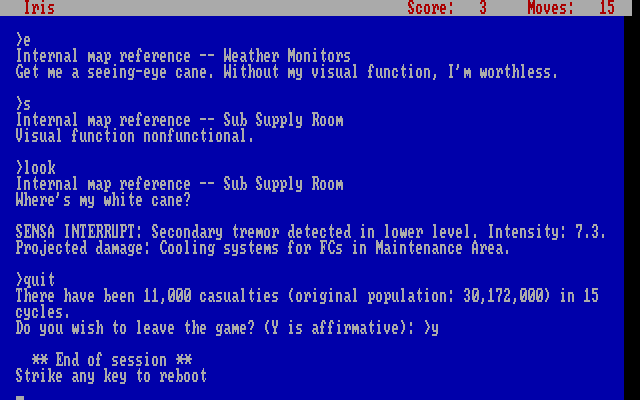 Iris Score: 3 Moves: 15
>e
Internal map reference -- Weather Monitors
Get me a seeing-eye cane. Without my visual function, I'm worthless.
>s
Internal map reference -- Sub Supply Room
Visual function nonfunctional.
>look
Internal map reference -- Sub Supply Room
Where's my white cane?
SENSA INTERRUPT: Secondary tremor detected in lower level. Intensity: 7.3.
Projected damage: Cooling systems for FCs in Maintenance Area.
>quit
There have been 11,000 casualties (original population: 30,172,000) in 15
cycles.
Do you wish to leave the game? (Y is affirmative): >y
** End of session **
Strike any key to reboot